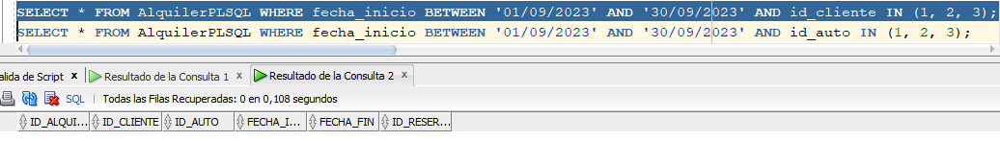 SELECT * FROM AlquilerPLSQL WHERE fecha_inicio BETWEEN '01/09/2023' AND '30/09/2023' AND id_cliente IN (1, 2, 3);
SELECT * FROM AlquilerPLSQL WHERE fecha_inicio BETWEEN '01/09/2023' AND '30/09/2023' AND id_auto IN (1, 2, 3);
alida de Script x Resultado de la Consulta 1 x Resultado de la Consulta 2 x
SQL | Todas las Filas Recuperadas: 0 en 0,108 segundos
ID_ALQUI... ID_CLIENTE ID_AUTO FECHA_I... FECHA_FIN ID_RESER...